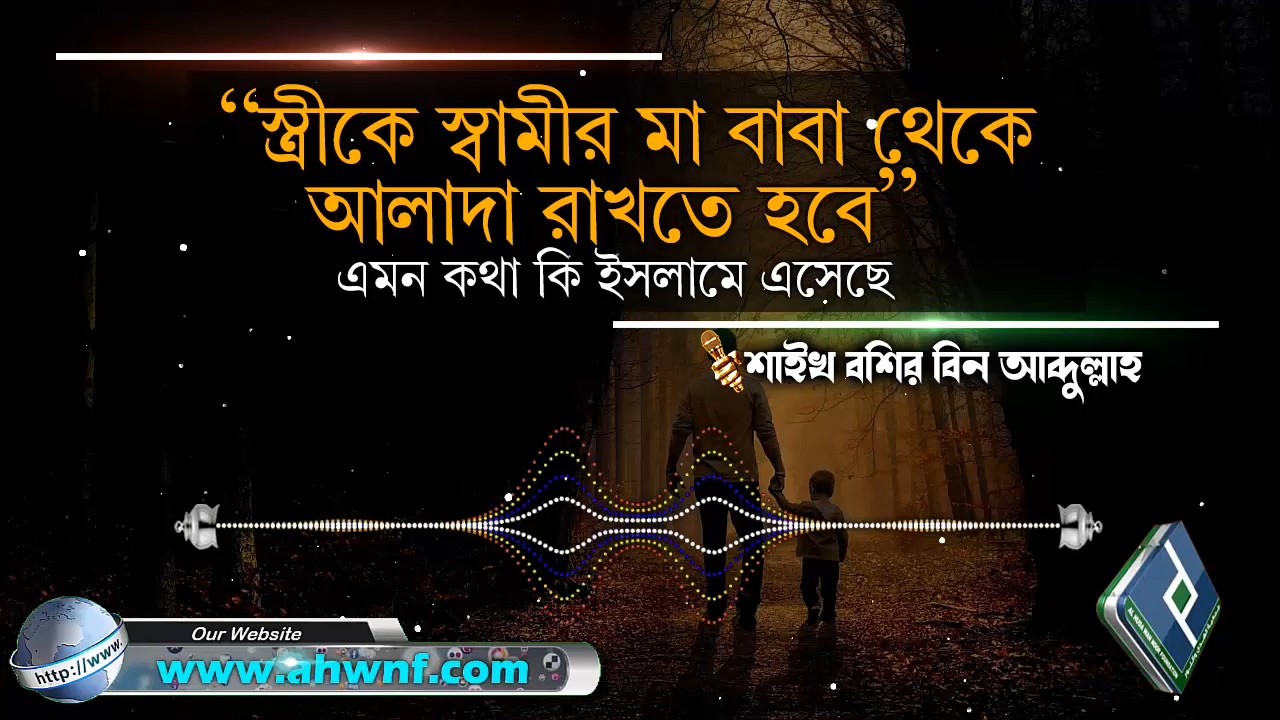 “স্ত্রীকে স্বামীর মা বাবা থেকে
আলাদা রাখতে হবে”
এমন কথা কি ইসলামে এসেছে
শাইখ বশির বিন আব্দুল্লাহ
Our Website
http://www.
www.ahwnf.com